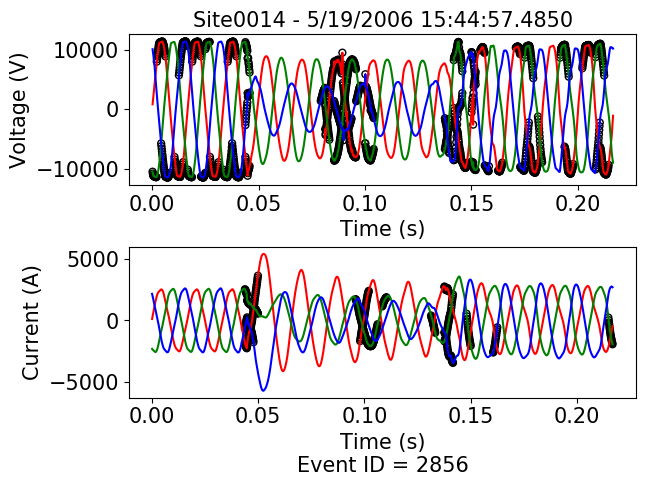 Site0014 - 5/19/2006 15:44:57.4850
10000
0
−10000
Voltage (V)
0.00 0.05 0.10 0.15 0.20
Time (s)
5000
0
−5000
Current (A)
0.00 0.05 0.10 0.15 0.20
Time (s)
Event ID = 2856